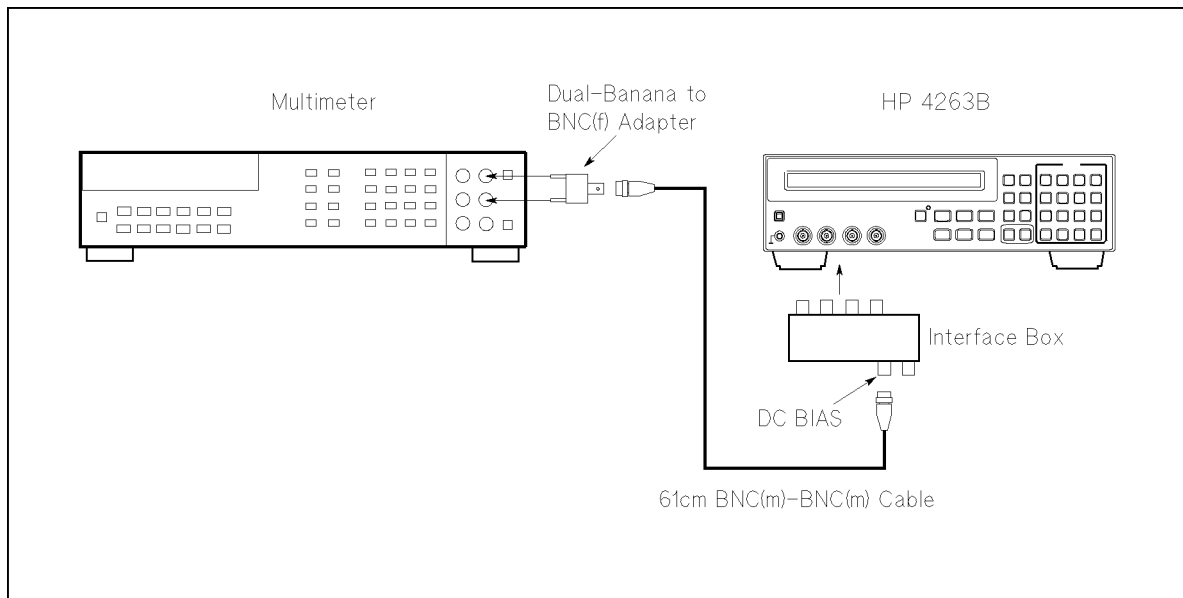 Multimeter
Dual-Banana to
BNC(f) Adapter
HP 4263B
Interface Box
DC BIAS
61cm BNC(m)-BNC(m) Cable